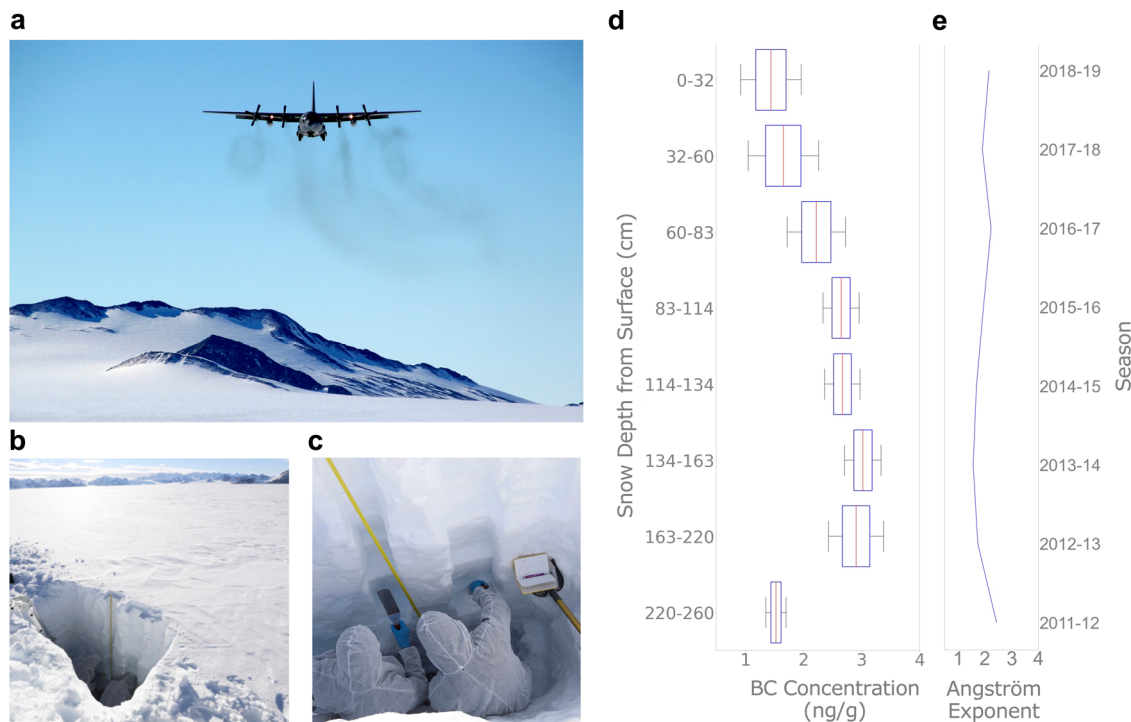 a
b
c
d
e
Snow Depth from Surface (cm)
0-32
32-60
60-83
83-114
114-134
134-163
163-220
220-260
1 2 3 4
BC Concentration
(ng/g)
2018-19
2017-18
2016-17
2015-16
2014-15
2013-14
2012-13
2011-12
Season
1 2 3 4
Angström
Exponent